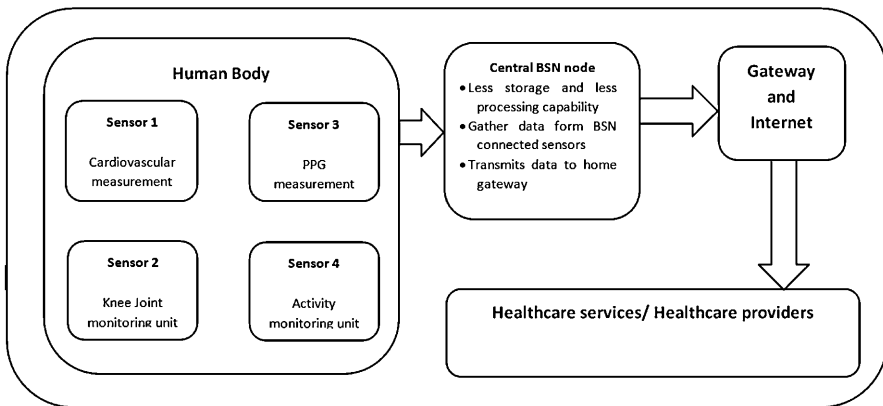 Human Body
Sensor 1
Cardiovascular
measurement
Sensor 3
PPG
measurement
Sensor 2
Knee Joint
monitoring unit
Sensor 4
Activity
monitoring unit
Central BSN node
• Less storage and less
processing capability
• Gather data form BSN
connected sensors
• Transmits data to home
gateway
Gateway
and
Internet
Healthcare services/ Healthcare providers